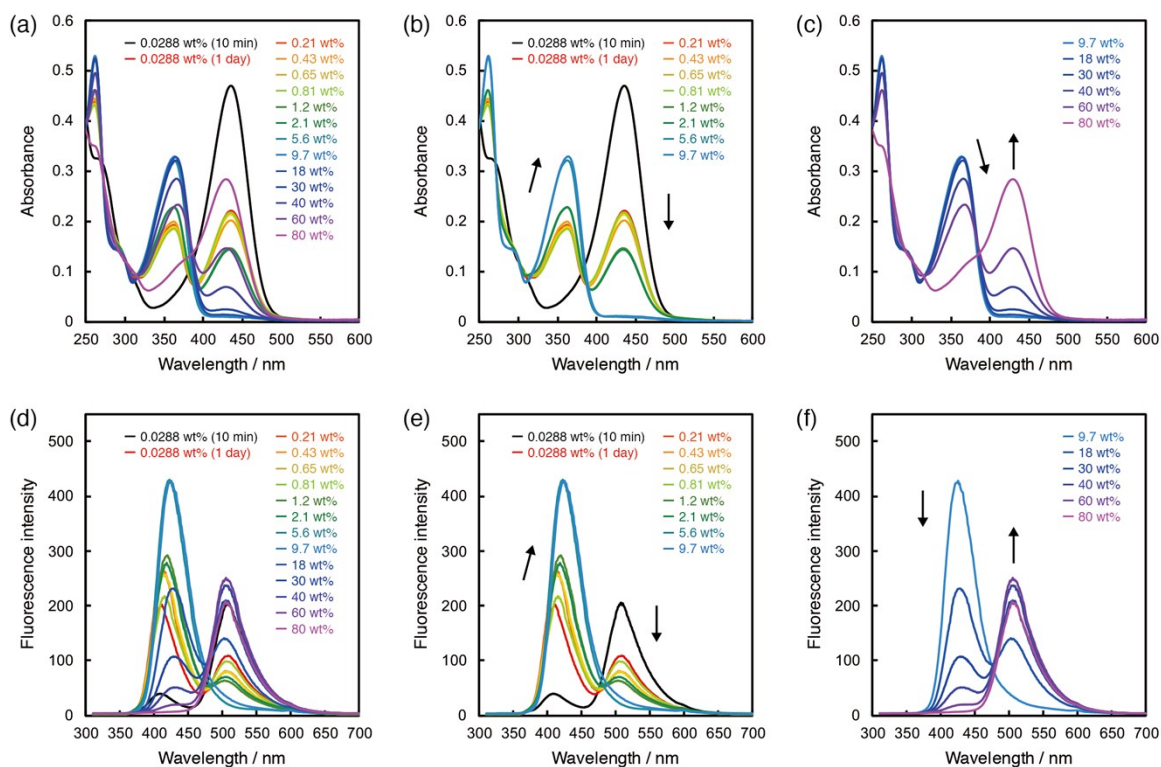 (a)
0.6
0.5
0.4
0.3
0.2
0.1
0
Absorbance
0.0288 wt% (10 min)
0.0288 wt% (1 day)
0.21 wt%
0.43 wt%
0.65 wt%
0.81 wt%
1.2 wt%
2.1 wt%
5.6 wt%
9.7 wt%
18 wt%
30 wt%
40 wt%
60 wt%
80 wt%
250 300 350 400 450 500 550 600
Wavelength / nm
(b)
0.6
0.5
0.4
0.3
0.2
0.1
0
Absorbance
0.0288 wt% (10 min)
0.0288 wt% (1 day)
0.21 wt%
0.43 wt%
0.65 wt%
0.81 wt%
1.2 wt%
2.1 wt%
5.6 wt%
9.7 wt%
250 300 350 400 450 500 550 600
Wavelength / nm
(c)
0.6
0.5
0.4
0.3
0.2
0.1
0
Absorbance
9.7 wt%
18 wt%
30 wt%
40 wt%
60 wt%
80 wt%
250 300 350 400 450 500 550 600
Wavelength / nm
(d)
500
400
300
200
100
0
Fluorescence intensity
0.0288 wt% (10 min)
0.0288 wt% (1 day)
0.21 wt%
0.43 wt%
0.65 wt%
0.81 wt%
1.2 wt%
2.1 wt%
5.6 wt%
9.7 wt%
18 wt%
30 wt%
40 wt%
60 wt%
80 wt%
300 350 400 450 500 550 600 700
Wavelength / nm
(e)
500
400
300
200
100
0
Fluorescence intensity
0.0288 wt% (10 min)
0.0288 wt% (1 day)
0.21 wt%
0.43 wt%
0.65 wt%
0.81 wt%
1.2 wt%
2.1 wt%
5.6 wt%
9.7 wt%
300 350 400 450 500 550 600 700
Wavelength / nm
(f)
500
400
300
200
100
0
Fluorescence intensity
9.7 wt%
18 wt%
30 wt%
40 wt%
60 wt%
80 wt%
300 350 400 450 500 550 600 700
Wavelength / nm